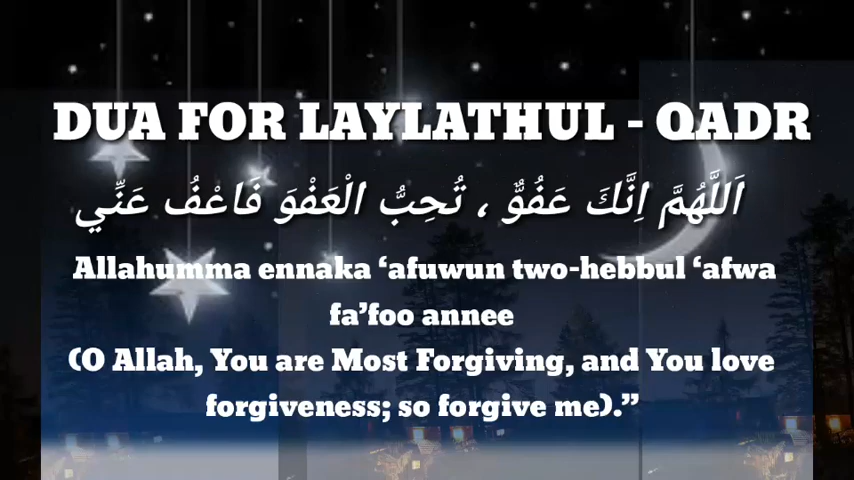 DUA FOR LAYLATHUL - QADR
اَللَّهُمَّ اِنَّكَ عَفُوٌّ ، تُحِبُّ الْعَفْوَ فَاعْفُ عَنِّي
Allahumma ennaka ‘afuwun two-hebbul ‘afwa
fa’foo annee
(O Allah, You are Most Forgiving, and You love
forgiveness; so forgive me).”